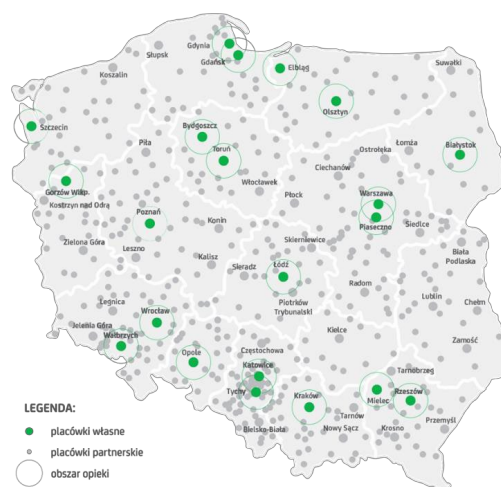 Gdynia
Słupsk
Gdańsk
Koszalin
Elbląg
Suwałki
Olsztyn
Szczecin
Bydgoszcz
Piła
Toruń
Ostrołęka
Łomża
Białystok
Ciechanów
Gorzów Wlkp.
Włocławek
Płock
Warszawa
Kostrzyn nad Odrą
Poznań
Konin
Piaseczno
Siedlce
Zielona Góra
Leszno
Skierniewice
Biała
Podlaska
Kalisz
Sieradz
Łódź
Radom
Piotrków
Trybunalski
Lublin
Chełm
Legnica
Wrocław
Jelenia Góra
Wałbrzych
Kielce
Zamość
Opole
Częstochowa
Katowice
Tychy
Tarnobrzeg
Mielec
Rzeszów
Kraków
Tarnów
Przemyśl
Bielsko-Biała
Nowy Sącz
Krosno
LEGENDA:
placówki własne
placówki partnerskie
obszar opieki